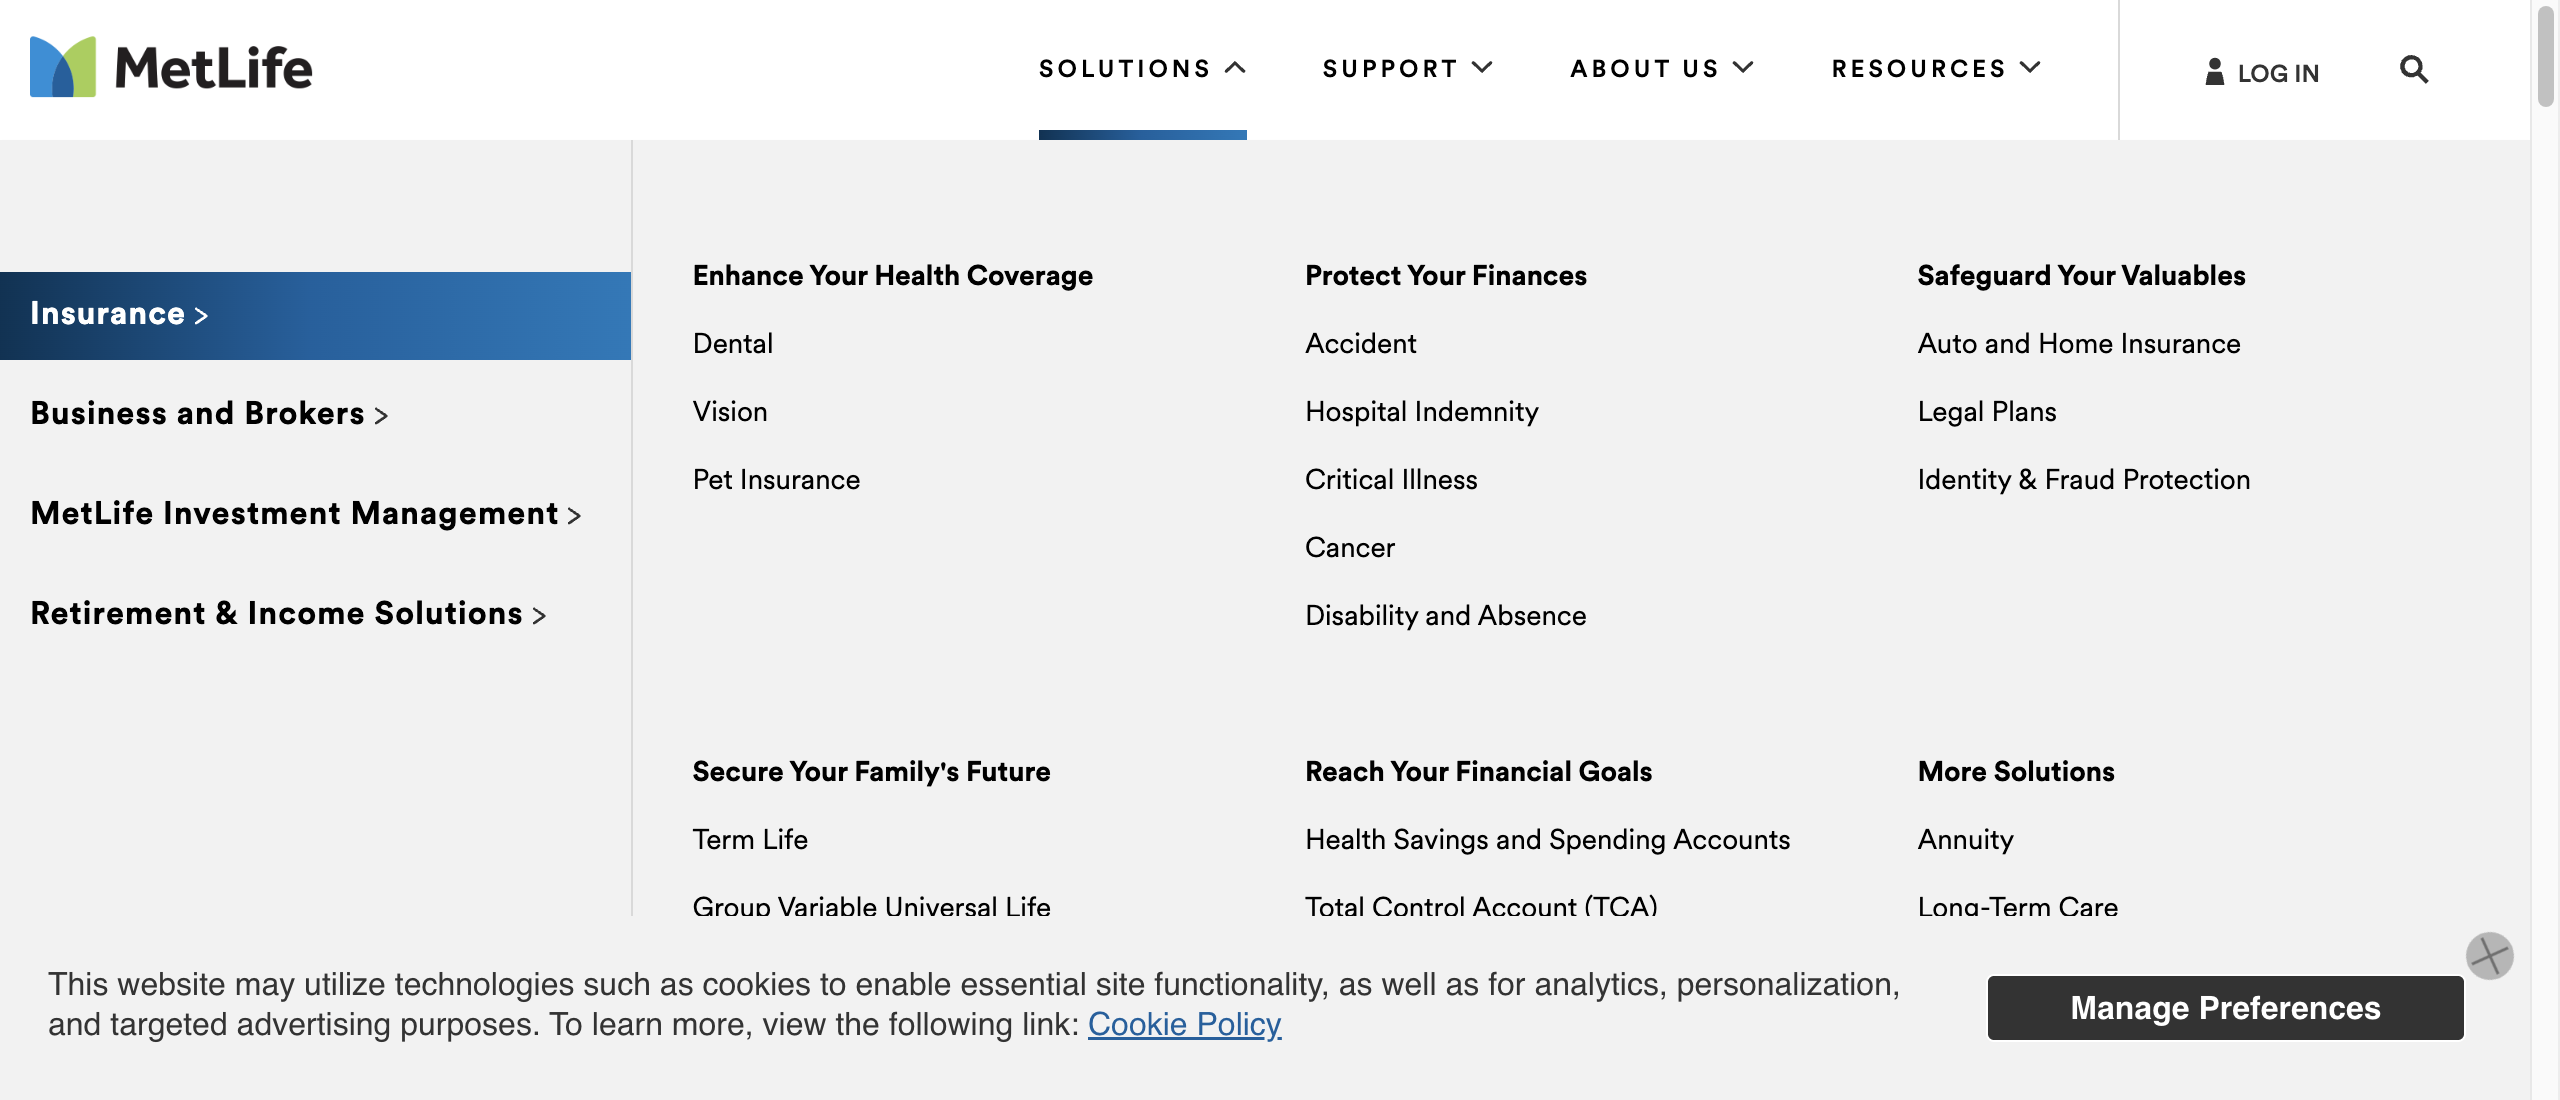 MetLife
SOLUTIONS
SUPPORT
ABOUT US
RESOURCES
LOG IN
Insurance >
Business and Brokers >
MetLife Investment Management >
Retirement & Income Solutions >
Enhance Your Health Coverage
Dental
Vision
Pet Insurance
Protect Your Finances
Accident
Hospital Indemnity
Critical Illness
Cancer
Disability and Absence
Safeguard Your Valuables
Auto and Home Insurance
Legal Plans
Identity & Fraud Protection
Secure Your Family's Future
Term Life
Group Variable Universal Life
Reach Your Financial Goals
Health Savings and Spending Accounts
Total Control Account (TCA)
More Solutions
Annuity
Long-Term Care
This website may utilize technologies such as cookies to enable essential site functionality, as well as for analytics, personalization,
and targeted advertising purposes. To learn more, view the following link: Cookie Policy
Manage Preferences